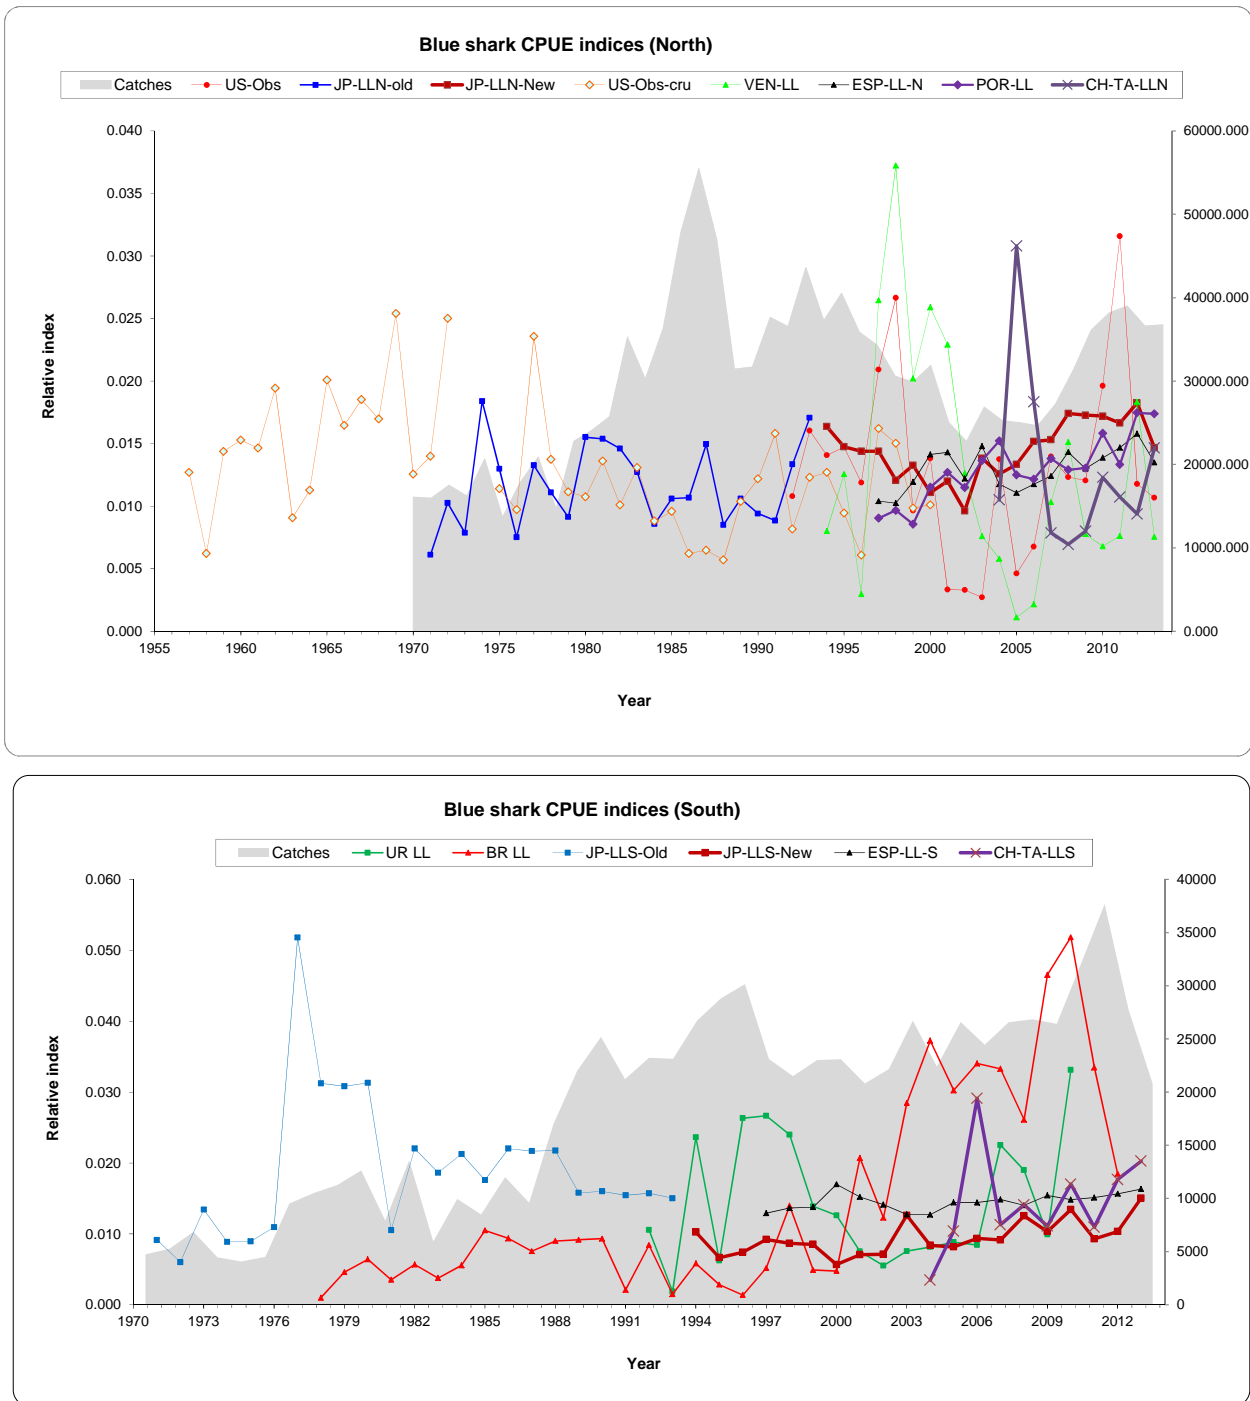 Blue shark CPUE indices (North)
Catches US-Obs JP-LLN-old JP-LLN-New US-Obs-cru VEN-LL ESP-LL-N POR-LL CH-TA-LLN
0.040 60000.000
0.035
50000.000
0.030
40000.000
0.025
0.020 30000.000
0.015
20000.000
0.010
10000.000
0.005
0.000 0.000
Relative index
1955 1960 1965 1970 1975 1980 1985 1990 1995 2000 2005 2010
Year
Blue shark CPUE indices (South)
Catches UR LL BR LL JP-LLS-Old JP-LLS-New ESP-LL-S CH-TA-LLS
0.060 40000
35000
0.050
30000
0.040
25000
0.030 20000
15000
0.020
10000
0.010
5000
0.000 0
Relative index
1970 1973 1976 1979 1982 1985 1988 1991 1994 1997 2000 2003 2006 2009 2012
Year